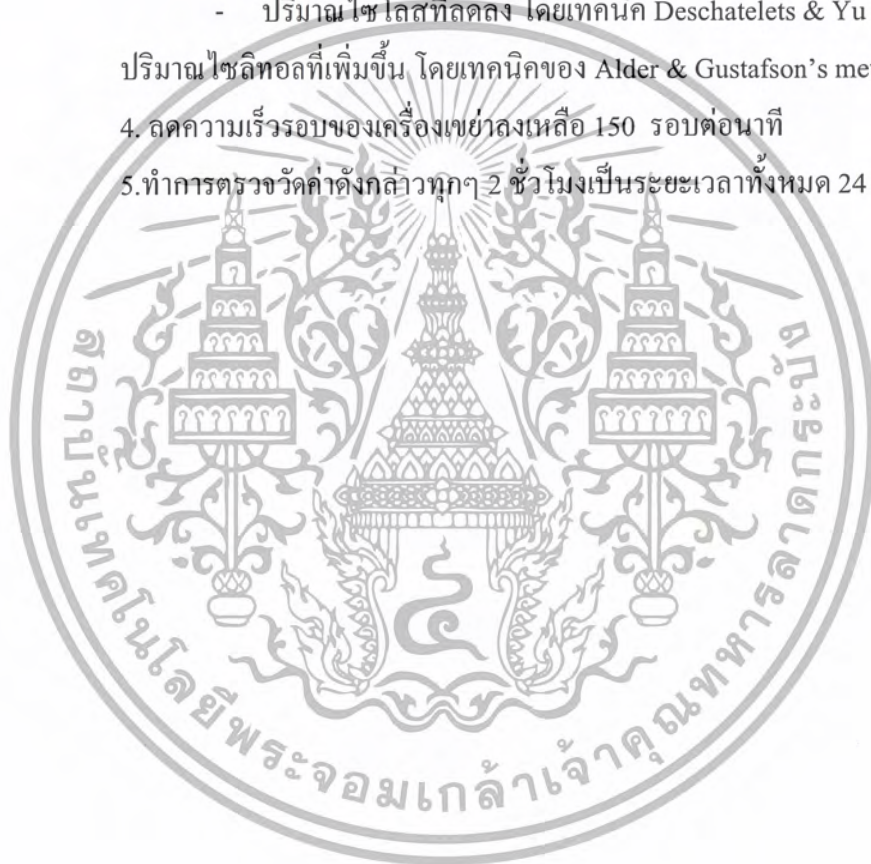 - ปริมาณไซโลสที่ลดลง โดยเทคนิค Deschatelets & Yu
ปริมาณไซลิทอลที่เพิ่มขึ้น โดยเทคนิคของ Alder & Gustafson's me
4. ลดความเร็วรอบของเครื่องเขย่าลงเหลือ 150 รอบต่อนาที
5.ทำการตรวจวัดค่าดังกล่าวทุกๆ 2 ชั่วโมงเป็นระยะเวลาทั้งหมด 24
๔
สถาบันเทคโนโลยีพระจอมเกล้าเจ้าคุณทหารลาดกระบัง